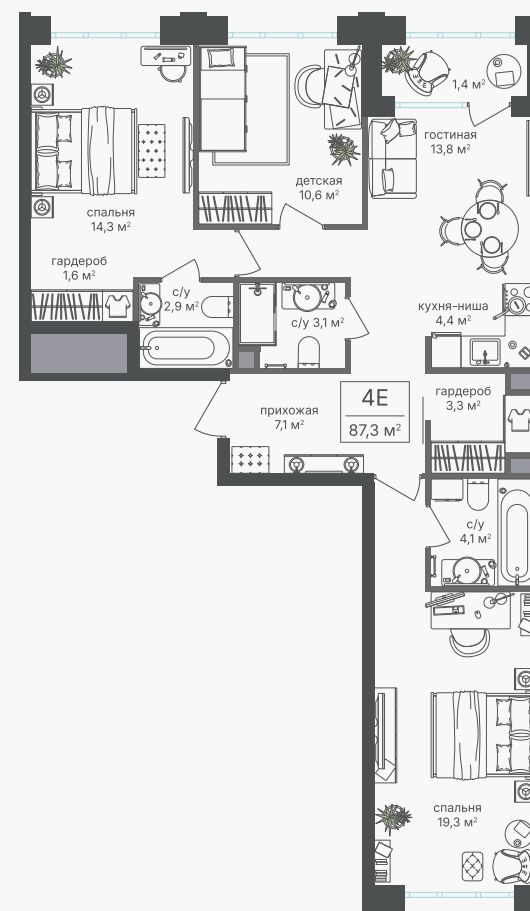 1,4 м²
гостиная
13,8 м²
детская
10,6 м²
спальня
14,3 м²
гардероб
1,6 м²
с/у
2,9 м²
с/у 3,1 м²
кухня-ниша
4,4 м²
гардероб
3,3 м²
прихожая
7,1 м²
4Е
87,3 м²
с/у
4,1 м²
спальня
19,3 м²